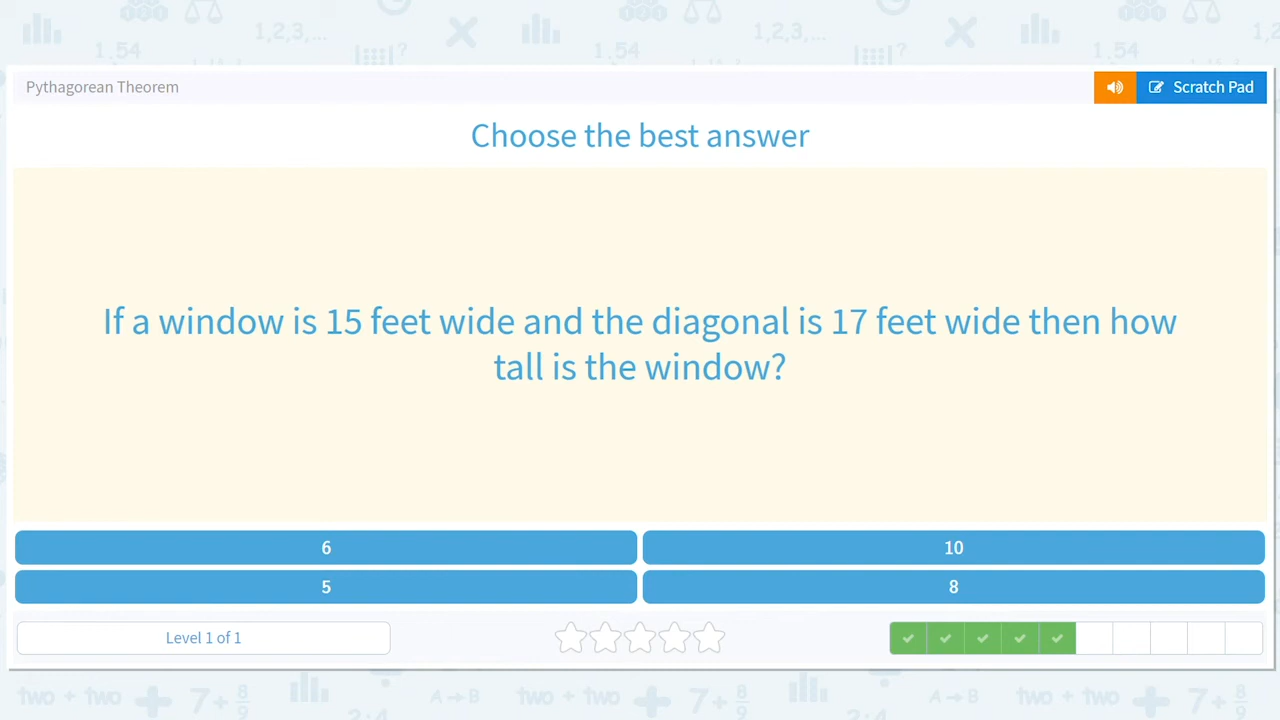 Pythagorean Theorem
Scratch Pad
Choose the best answer
If a window is 15 feet wide and the diagonal is 17 feet wide then how
tall is the window?
6
10
5
8
Level 1 of 1